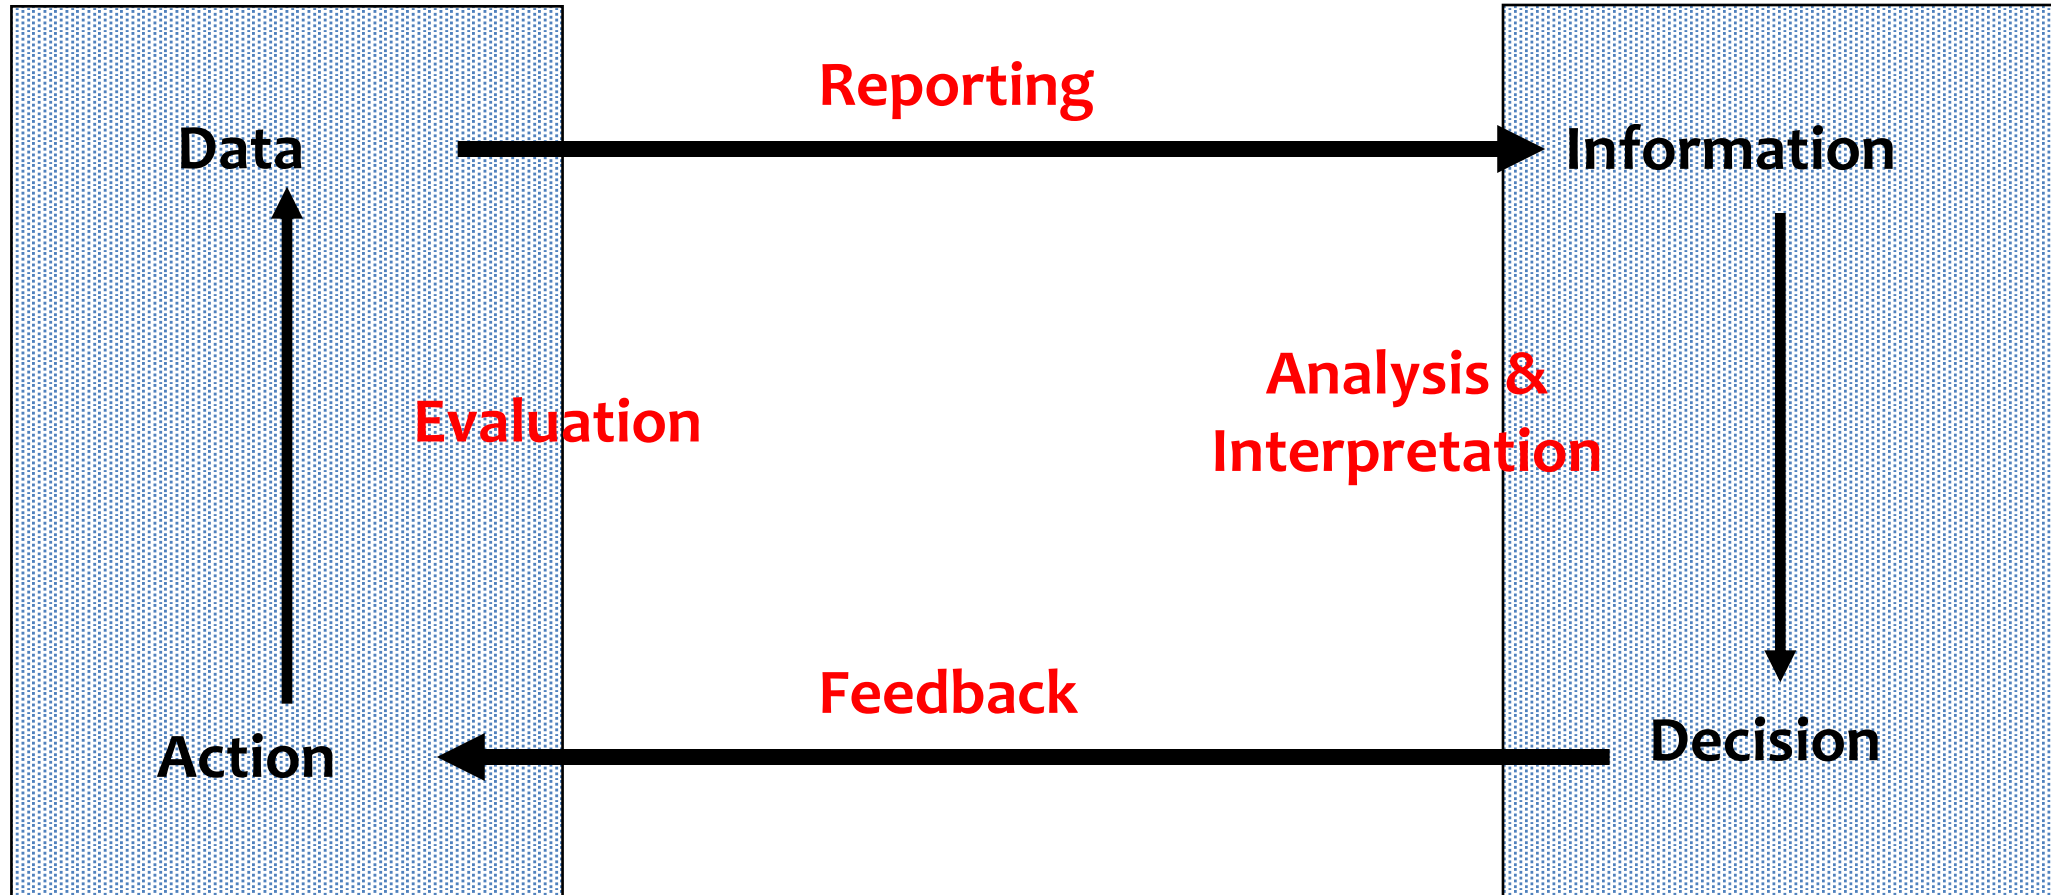 Reporting
Data
Information
Analysis &
Interpretation
Evaluation
Feedback
Decision
Action